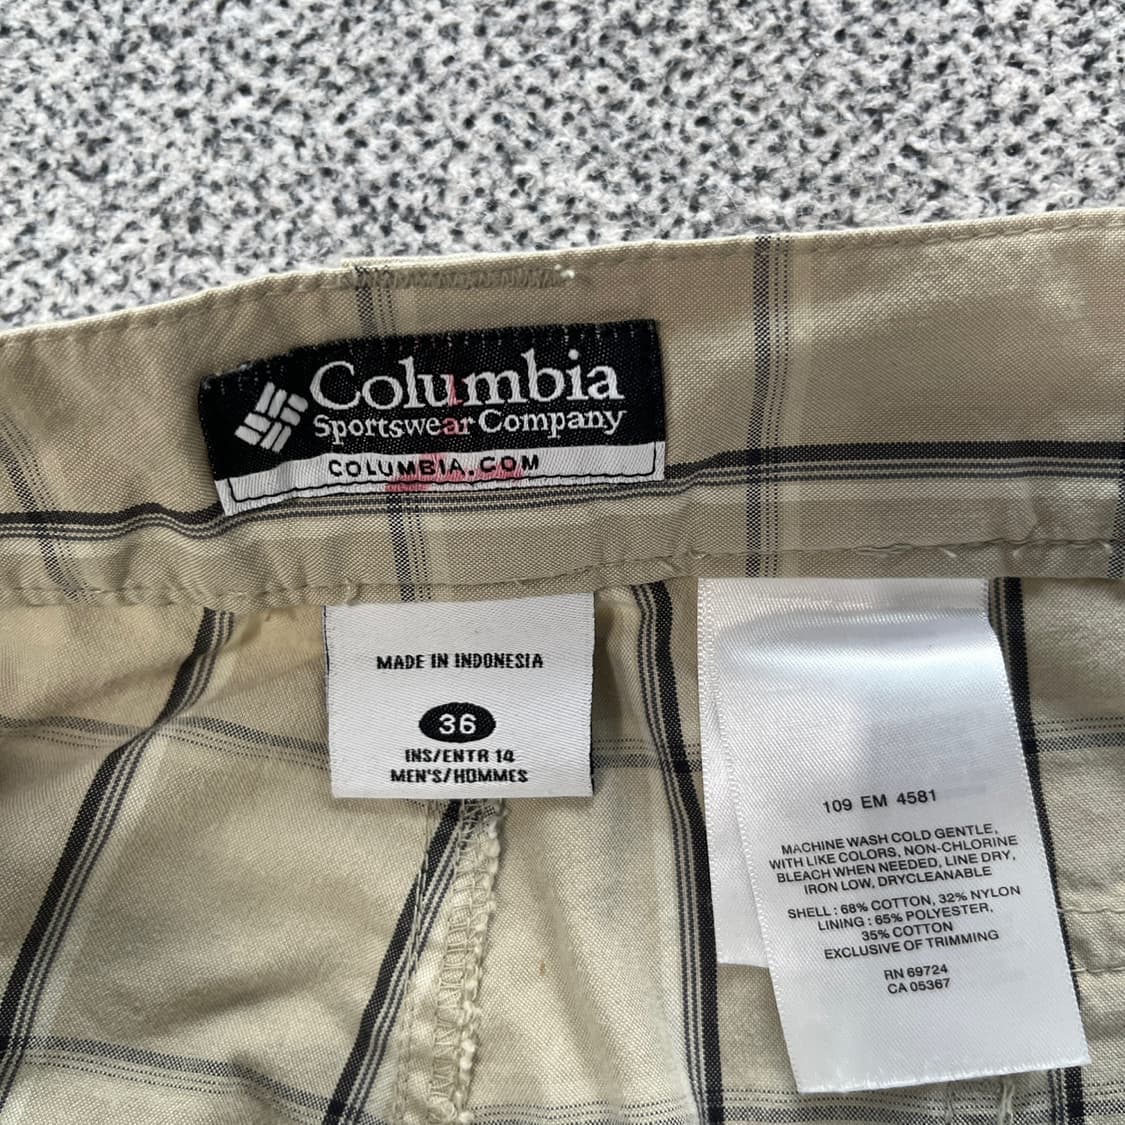 Columbia
Sportswear Company
COLUMBIA.COM
MADE IN INDONESIA
36
INS/ENTR 14
MEN'S/HOMMES
109 EM 4581
MACHINE WASH COLD GENTLE,
WITH LIKE COLORS, NON-CHLORINE
BLEACH WHEN NEEDED, LINE DRY,
IRON LOW, DRYCLEANABLE
SHELL : 68% COTTON, 32% NYLON
LINING : 65% POLYESTER,
35% COTTON
EXCLUSIVE OF TRIMMING
RN 69724
CA 05367